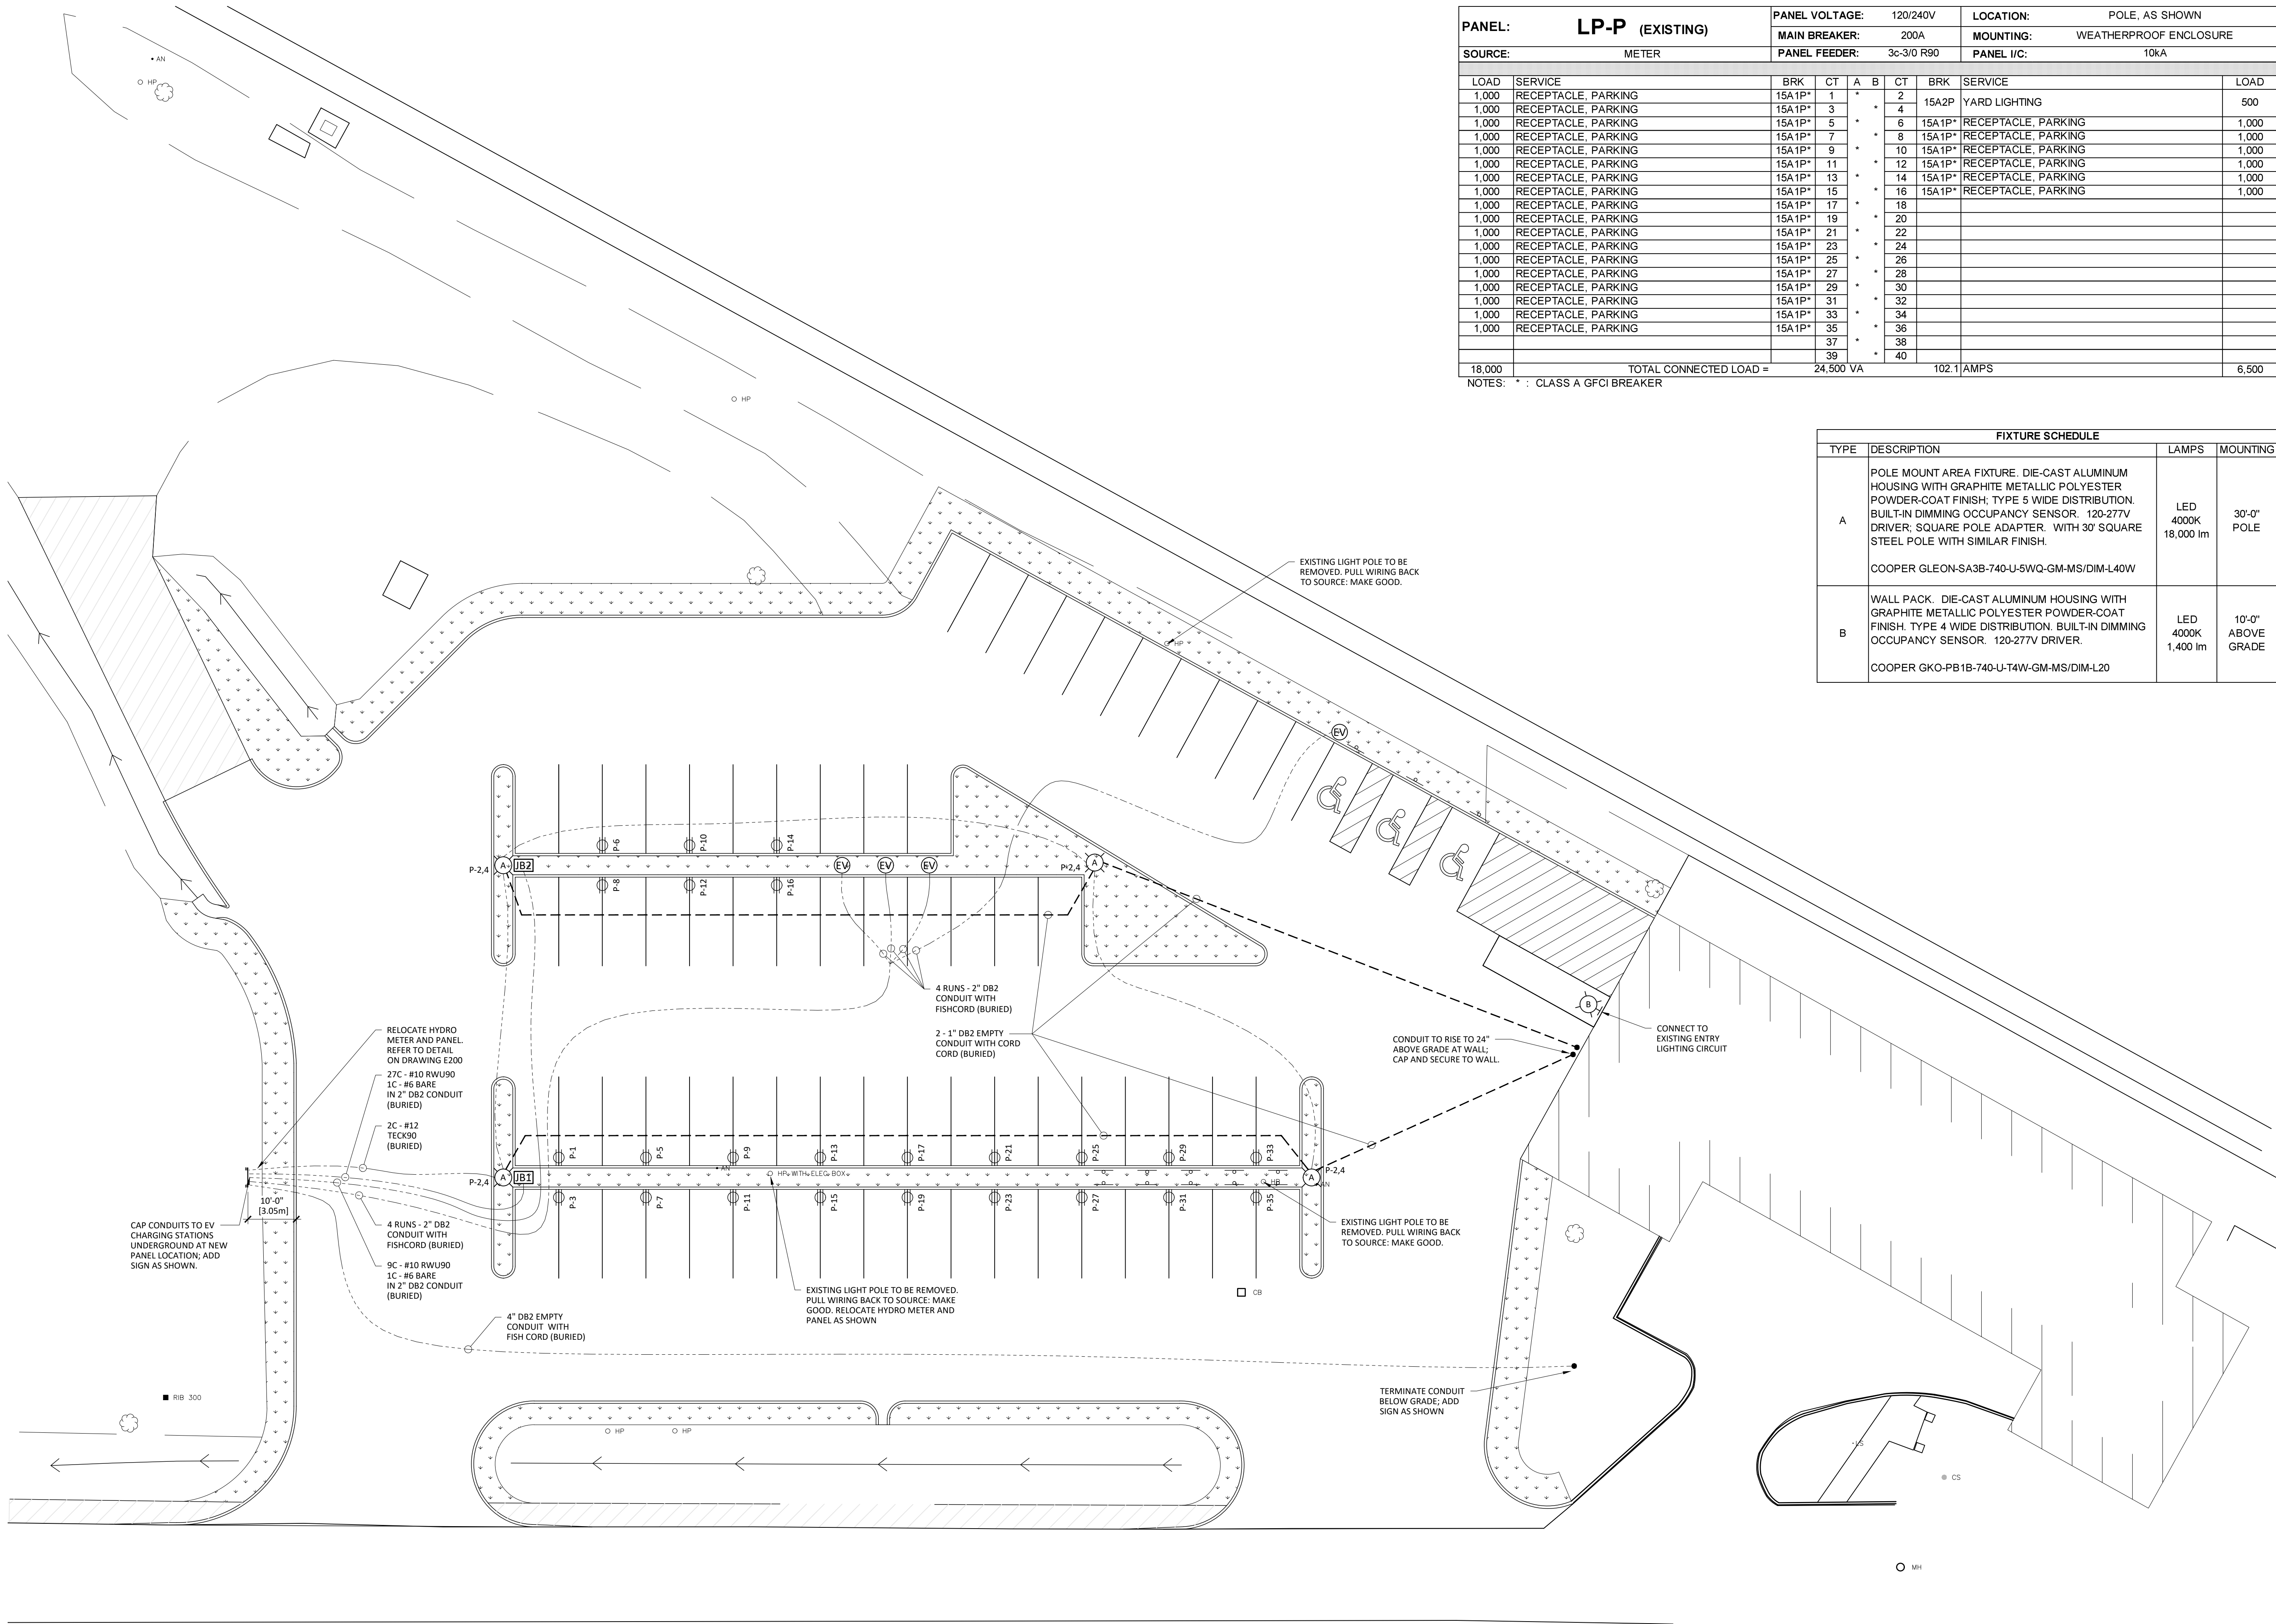 PANEL: LP-P (EXISTING) PANEL VOLTAGE: 120/240V LOCATION: POLE, AS SHOWN
MAIN BREAKER: 200A MOUNTING: WEATHERPROOF ENCLOSURE
SOURCE: METER PANEL FEEDER: 3c-3/0 R90 PANEL I/C: 10kA
LOAD SERVICE BRK CT A B CT BRK SERVICE LOAD
1,000 RECEPTACLE, PARKING 15A1P* 1 * 2 15A2P YARD LIGHTING 500
1,000 RECEPTACLE, PARKING 15A1P* 3 * 4
1,000 RECEPTACLE, PARKING 15A1P* 5 * 6 15A1P* RECEPTACLE, PARKING 1,000
1,000 RECEPTACLE, PARKING 15A1P* 7 * 8 15A1P* RECEPTACLE, PARKING 1,000
1,000 RECEPTACLE, PARKING 15A1P* 9 * 10 15A1P* RECEPTACLE, PARKING 1,000
1,000 RECEPTACLE, PARKING 15A1P* 11 * 12 15A1P* RECEPTACLE, PARKING 1,000
1,000 RECEPTACLE, PARKING 15A1P* 13 * 14 15A1P* RECEPTACLE, PARKING 1,000
1,000 RECEPTACLE, PARKING 15A1P* 15 * 16 15A1P* RECEPTACLE, PARKING 1,000
1,000 RECEPTACLE, PARKING 15A1P* 17 * 18
1,000 RECEPTACLE, PARKING 15A1P* 19 * 20
1,000 RECEPTACLE, PARKING 15A1P* 21 * 22
1,000 RECEPTACLE, PARKING 15A1P* 23 * 24
1,000 RECEPTACLE, PARKING 15A1P* 25 * 26
1,000 RECEPTACLE, PARKING 15A1P* 27 * 28
1,000 RECEPTACLE, PARKING 15A1P* 29 * 30
1,000 RECEPTACLE, PARKING 15A1P* 31 * 32
1,000 RECEPTACLE, PARKING 15A1P* 33 * 34
1,000 RECEPTACLE, PARKING 15A1P* 35 * 36
37 * 38
39 * 40
18,000 TOTAL CONNECTED LOAD = 24,500 VA 102.1 AMPS 6,500
NOTES: * : CLASS A GFCI BREAKER
FIXTURE SCHEDULE
TYPE DESCRIPTION LAMPS MOUNTING
A
POLE MOUNT AREA FIXTURE. DIE-CAST ALUMINUM
HOUSING WITH GRAPHITE METALLIC POLYESTER
POWDER-COAT FINISH; TYPE 5 WIDE DISTRIBUTION.
BUILT-IN DIMMING OCCUPANCY SENSOR. 120-277V
DRIVER; SQUARE POLE ADAPTER. WITH 30' SQUARE
STEEL POLE WITH SIMILAR FINISH.
COOPER GLEON-SA3B-740-U-5WQ-GM-MS/DIM-L40W
LED
4000K
18,000 lm
30'-0"
POLE
B
WALL PACK. DIE-CAST ALUMINUM HOUSING WITH
GRAPHITE METALLIC POLYESTER POWDER-COAT
FINISH. TYPE 4 WIDE DISTRIBUTION. BUILT-IN DIMMING
OCCUPANCY SENSOR. 120-277V DRIVER.
COOPER GKO-PB1B-740-U-T4W-GM-MS/DIM-L20
LED
4000K
1,400 lm
10'-0"
ABOVE
GRADE
AN
HP
HP
EXISTING LIGHT POLE TO BE
REMOVED. PULL WIRING BACK
TO SOURCE: MAKE GOOD.
HP
EV
P-6
P-10
P-14
P-2,4
A
JB2
EV
EV
EV
P-2,4
A
P-8
P-12
P-16
4 RUNS - 2" DB2
CONDUIT WITH
FISHCORD (BURIED)
2 - 1" DB2 EMPTY
CONDUIT WITH CORD
CORD (BURIED)
B
CONNECT TO
EXISTING ENTRY
LIGHTING CIRCUIT
CONDUIT TO RISE TO 24"
ABOVE GRADE AT WALL;
CAP AND SECURE TO WALL.
RELOCATE HYDRO
METER AND PANEL.
REFER TO DETAIL
ON DRAWING E200
27C - #10 RWU90
1C - #6 BARE
IN 2" DB2 CONDUIT
(BURIED)
2C - #12
TECK90
(BURIED)
P-1
P-5
P-9
P-13
P-17
P-21
P-25
P-29
P-33
P-2,4
A
JB1
AN
HP WITH ELEC BOX
HP
P-2,4
A
AN
P-3
P-7
P-11
P-15
P-19
P-23
P-27
P-31
P-35
10'-0"
[3.05m]
CAP CONDUITS TO EV
CHARGING STATIONS
UNDERGROUND AT NEW
PANEL LOCATION; ADD
SIGN AS SHOWN.
4 RUNS - 2" DB2
CONDUIT WITH
FISHCORD (BURIED)
9C - #10 RWU90
1C - #6 BARE
IN 2" DB2 CONDUIT
(BURIED)
EXISTING LIGHT POLE TO BE
REMOVED. PULL WIRING BACK
TO SOURCE: MAKE GOOD.
EXISTING LIGHT POLE TO BE REMOVED.
PULL WIRING BACK TO SOURCE: MAKE
GOOD. RELOCATE HYDRO METER AND
PANEL AS SHOWN
CB
4" DB2 EMPTY
CONDUIT WITH
FISH CORD (BURIED)
TERMINATE CONDUIT
BELOW GRADE; ADD
SIGN AS SHOWN
RIB 300
HP
HP
LS
CS
MH